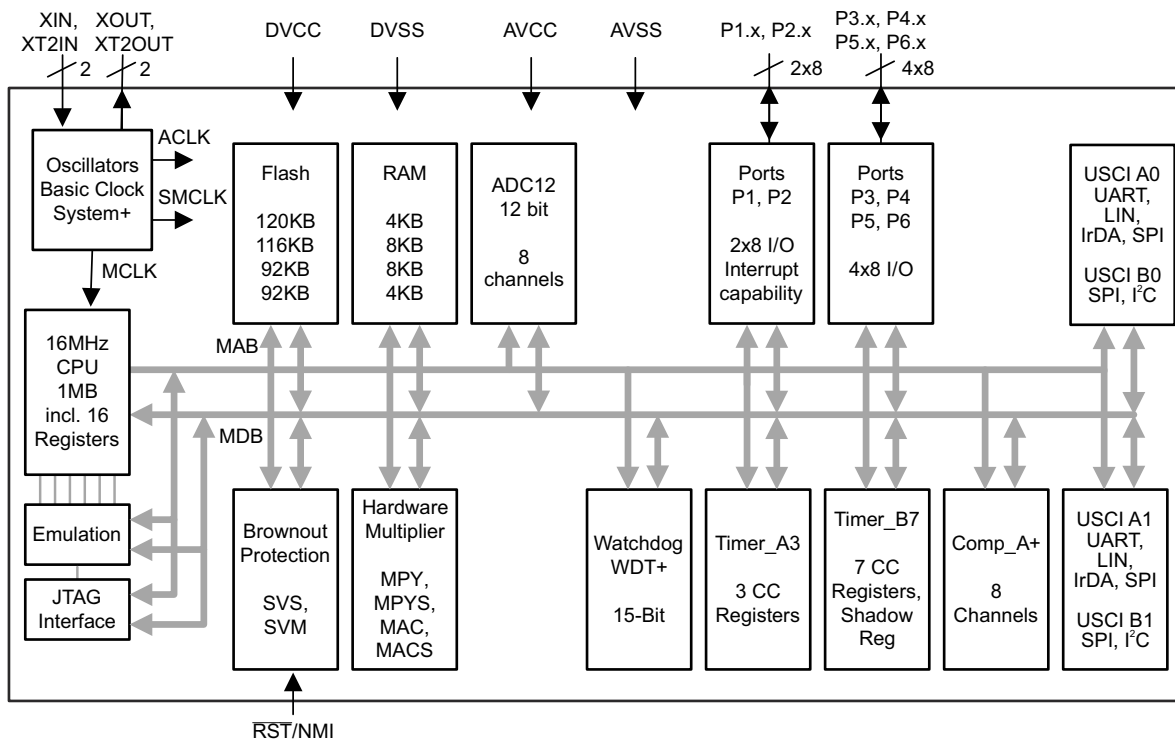 XIN,
XT2IN
2
XOUT,
XT2OUT
2
DVCC
DVSS
AVCC
AVSS
P1.x, P2.x
2x8
P3.x, P4.x
P5.x, P6.x
4x8
Oscillators
Basic Clock
System+
ACLK
SMCLK
MCLK
Flash
120KB
116KB
92KB
92KB
RAM
4KB
8KB
8KB
4KB
ADC12
12 bit
8
channels
Ports
P1, P2
2x8 I/O
Interrupt
capability
Ports
P3, P4
P5, P6
4x8 I/O
USCI A0
UART,
LIN,
IrDA, SPI
USCI B0
SPI, I²C
16MHz
CPU
1MB
incl. 16
Registers
MAB
MDB
Emulation
JTAG
Interface
Brownout
Protection
SVS,
SVM
Hardware
Multiplier
MPY,
MPYS,
MAC,
MACS
Watchdog
WDT+
15-Bit
Timer_A3
3 CC
Registers
Timer_B7
7 CC
Registers,
Shadow
Reg
Comp_A+
8
Channels
USCI A1
UART,
LIN,
IrDA, SPI
USCI B1
SPI, I²C
RST/NMI